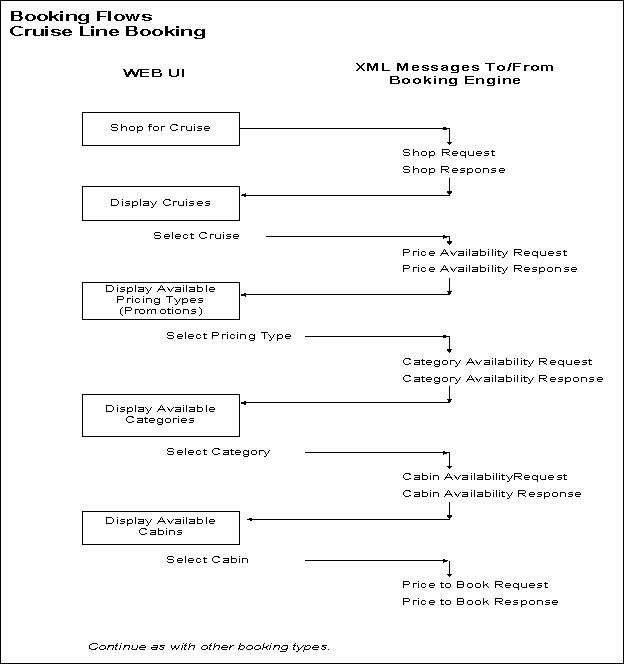 Booking Flows
Cruise Line Booking
WEB UI
XML Messages To/From
Booking Engine
Shop for Cruise
Shop Request
Shop Response
Display Cruises
Select Cruise
Price Availability Request
Price Availability Response
Display Available
Pricing Types
(Promotions)
Select Pricing Type
Category Availability Request
Category Availability Response
Display Available
Categories
Select Category
Cabin AvailabilityRequest
Cabin Availability Response
Display Available
Cabins
Select Cabin
Price to Book Request
Price to Book Response
Continue as with other booking types.